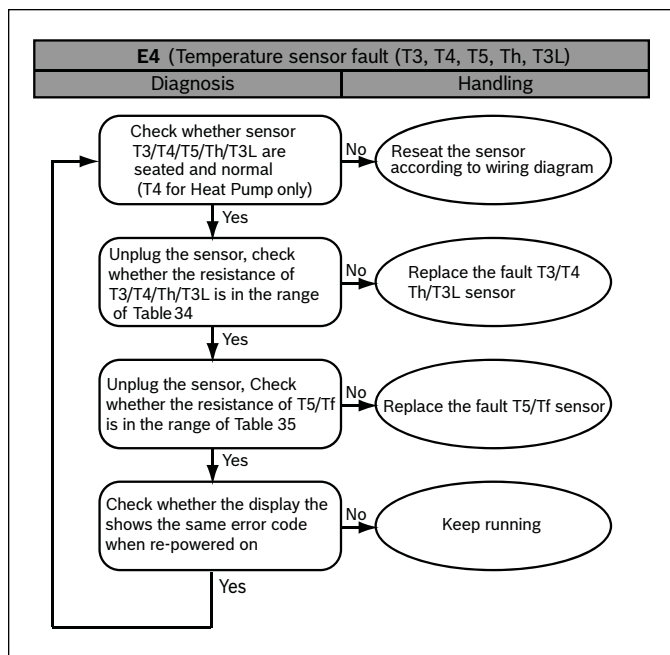 E4 (Temperature sensor fault (T3, T4, T5, Th, T3L)
Diagnosis
Handling
Check whether sensor
T3/T4/T5/Th/T3L are
seated and normal
(T4 for Heat Pump only)
No
Reseat the sensor
according to wiring diagram
Yes
Unplug the sensor, check
whether the resistance of
T3/T4/Th/T3L is in the range
of Table 34
No
Replace the fault T3/T4
Th/T3L sensor
Yes
Unplug the sensor, Check
whether the resistance of T5/Tf
is in the range of Table 35
No
Replace the fault T5/Tf sensor
Yes
Check whether the display the
shows the same error code
when re-powered on
No
Keep running
Yes